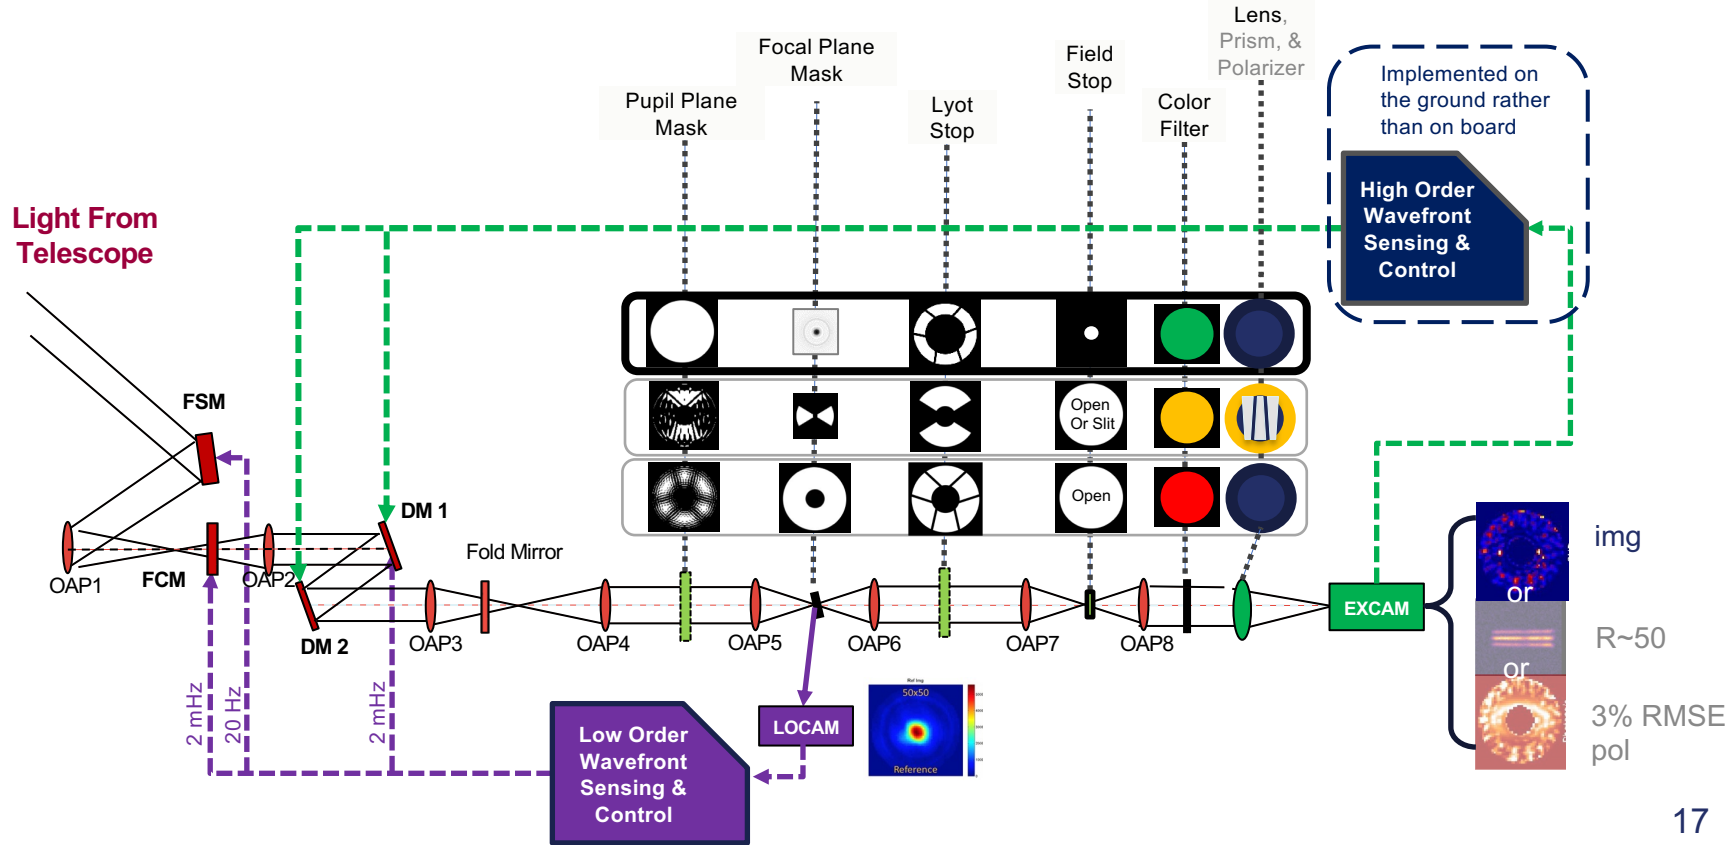 Lens,
Prism, &
Polarizer
Focal Plane
Mask
Field
Stop
Pupil Plane
Mask
Lyot
Stop
Color
Filter
Implemented on
the ground rather
than on board
High Order
Wavefront
Sensing &
Control
Light From
Telescope
FSM
Open
Or Slit
Open
DM 1
OAP1
FCM
OAP2
Fold Mirror
DM 2
OAP3
OAP4
OAP5
OAP6
OAP7
OAP8
EXCAM
img
or
R~50
or
3% RMSE
pol
2 mHz
20 Hz
2 mHz
Low Order
Wavefront
Sensing &
Control
LOCAM
50x50
Reference
17